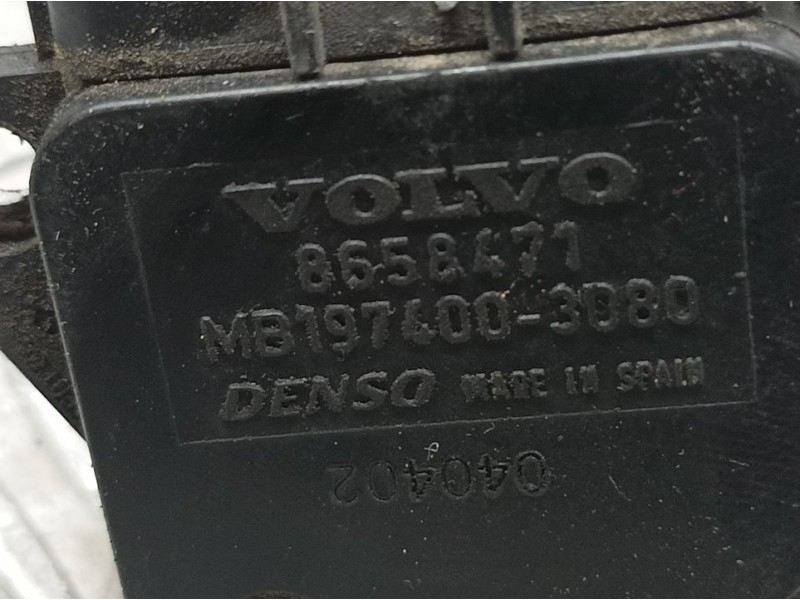 VOLVO
8658471
MB197400-3080
DENSO MADE IN SPAIN
040402